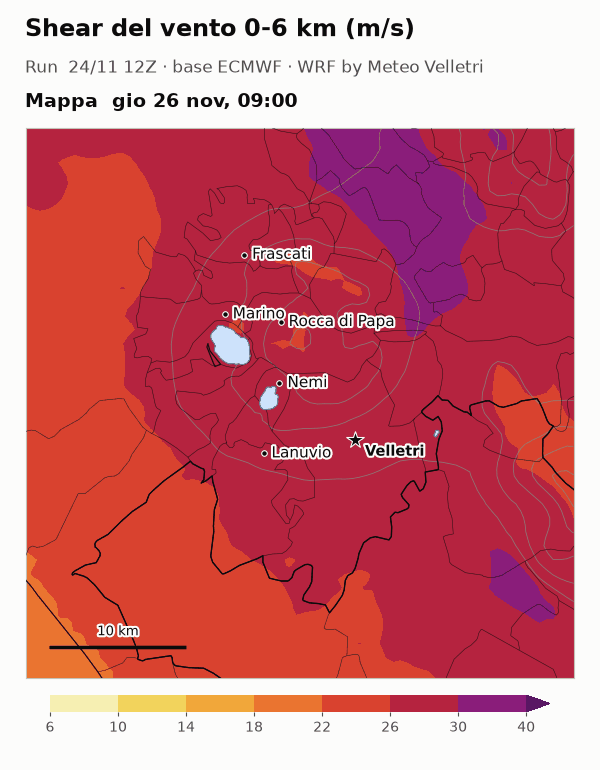 Shear del vento 0-6 km (m/s)
Run  24/11 12Z · base ECMWF · WRF by Meteo Velletri
Mappa  gio 26 nov, 09:00
Frascati
Marino
Rocca di Papa
Nemi
Velletri
Lanuvio
10 km
6 10 14 18 22 26 30 40